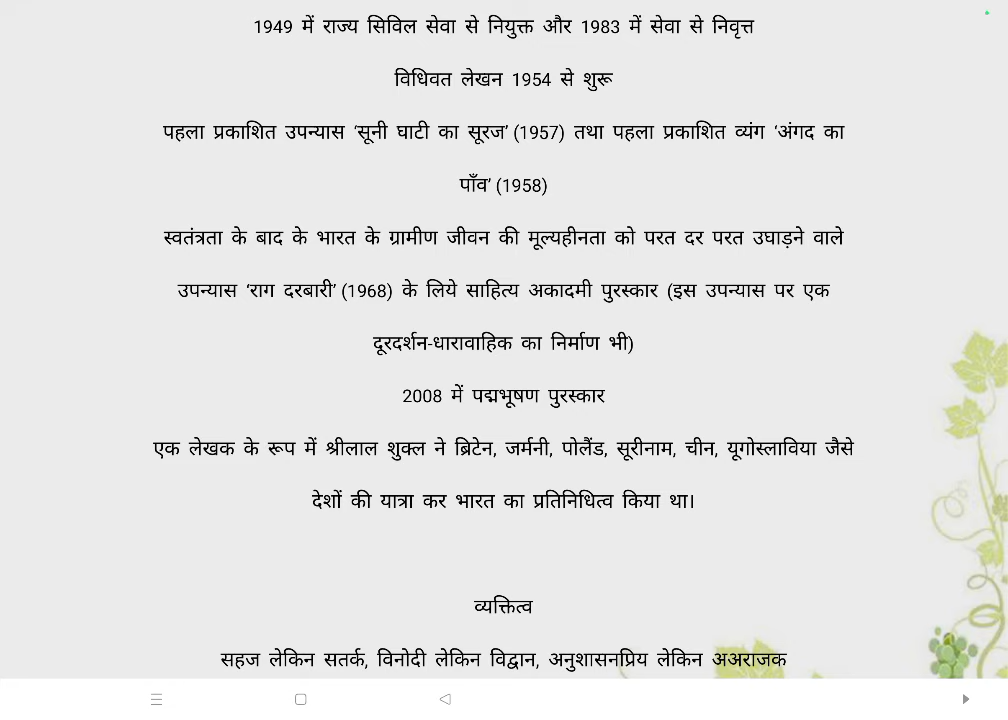 1949 में राज्य सिविल सेवा से नियुक्त और 1983 में सेवा से निवृत्त
विधिवत लेखन 1954 से शुरू
पहला प्रकाशित उपन्यास ‘सूनी घाटी का सूरज’ (1957) तथा पहला प्रकाशित व्यंग ‘अंगद का
पाँव’ (1958)
स्वतंत्रता के बाद के भारत के ग्रामीण जीवन की मूल्यहीनता को परत दर परत उघाड़ने वाले
उपन्यास ‘राग दरबारी’ (1968) के लिये साहित्य अकादमी पुरस्कार (इस उपन्यास पर एक
दूरदर्शन-धारावाहिक का निर्माण भी)
2008 में पद्मभूषण पुरस्कार
एक लेखक के रूप में श्रीलाल शुक्ल ने ब्रिटेन, जर्मनी, पोलैंड, सूरीनाम, चीन, यूगोस्लाविया जैसे
देशों की यात्रा कर भारत का प्रतिनिधित्व किया था।
व्यक्तित्व
सहज लेकिन सतर्क, विनोदी लेकिन विद्वान, अनुशासनप्रिय लेकिन अअराजक